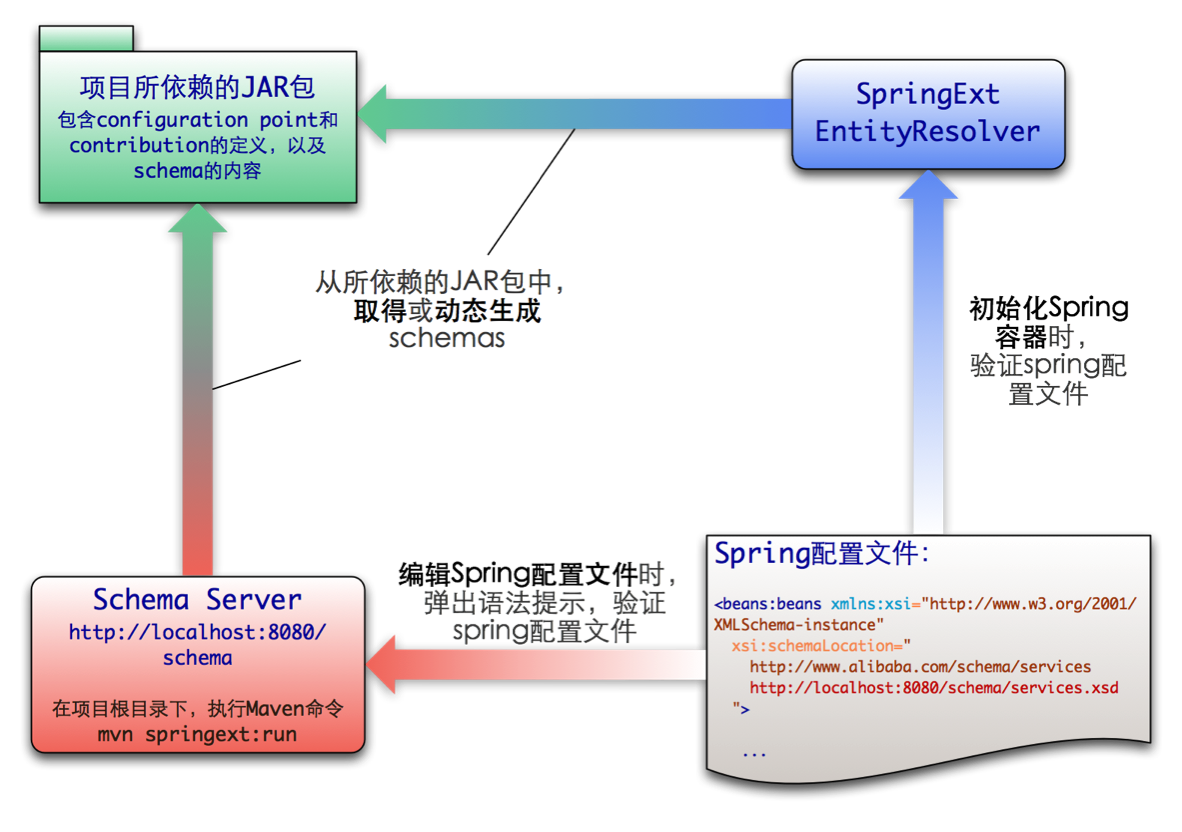 项目所依赖的JAR包
包含configuration point和
contribution的定义，以及
schema的内容
SpringExt
EntityResolver
从所依赖的JAR包中，
取得或动态生成
schemas
初始化Spring
容器时，
验证spring配
置文件
编辑Spring配置文件时，
弹出语法提示，验证
spring配置文件
Schema Server
http://localhost:8080/
schema
在项目根目录下，执行Maven命令
mvn springext:run
Spring配置文件：
<beans:beans xmlns:xsi="http://www.w3.org/2001/
XMLSchema-instance"
xsi:schemaLocation="
http://www.alibaba.com/schema/services
http://localhost:8080/schema/services.xsd
">
...